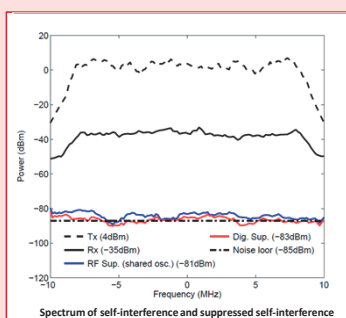 20
0
−20
−40
−60
−80
−100
−120
Power (dBm)
−10
−5
0
5
10
Frequency (MHz)
Tx (4dBm)
Rx (−35dBm)
RF Sup. (shared osc.) (−81dBm)
Dig. Sup. (−83dBm)
Noise loor (−85dBm)
Spectrum of self-interference and suppressed self-interference